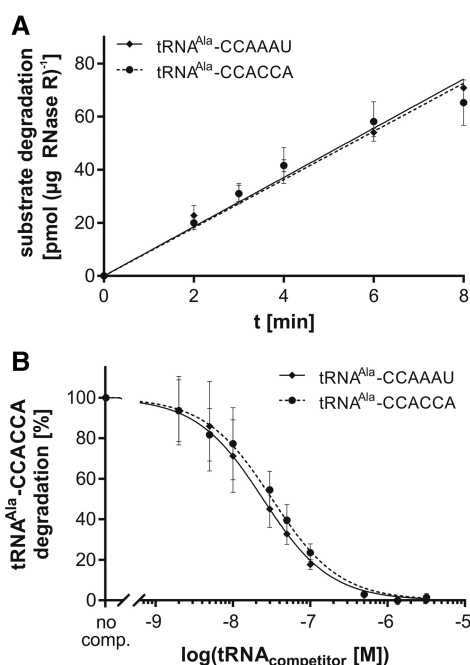 A
tRNA^Ala-CCAAAU
tRNA^Ala-CCACCA
substrate degradation
[pmol (µg RNase R)^-1]
80
60
40
20
0
0 2 4 6 8
t [min]
B
tRNA^Ala-CCAAAU
tRNA^Ala-CCACCA
tRNA^Ala-CCACCA
degradation [%]
100
80
60
40
20
0
no
comp.
-9 -8 -7 -6 -5
log(tRNA_competitor [M])